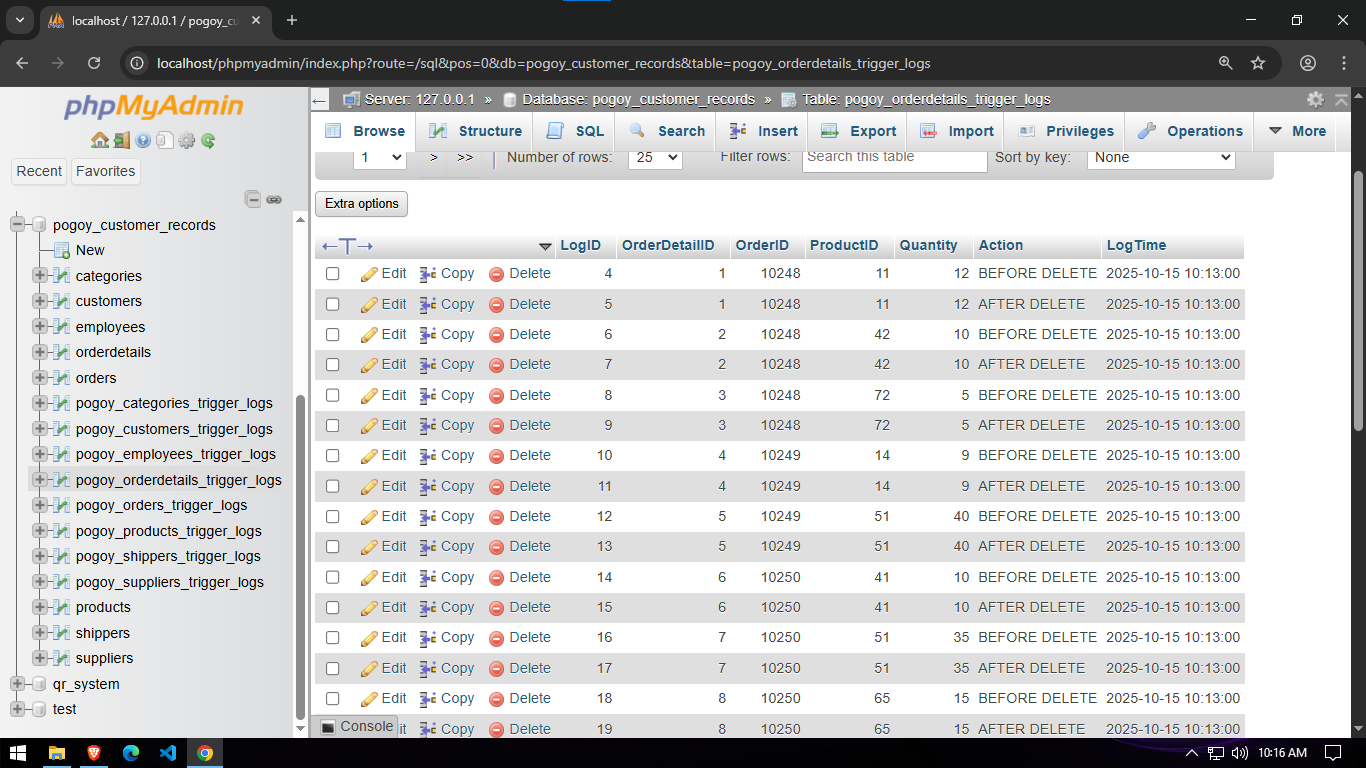 localhost / 127.0.0.1 / pogoy_cu
localhost/phpmyadmin/index.php?route=/sql&pos=0&db=pogoy_customer_records&table=pogoy_orderdetails_trigger_logs
phpMyAdmin
Recent Favorites
pogoy_customer_records
New
categories
customers
employees
orderdetails
orders
pogoy_categories_trigger_logs
pogoy_customers_trigger_logs
pogoy_employees_trigger_logs
pogoy_orderdetails_trigger_logs
pogoy_orders_trigger_logs
pogoy_products_trigger_logs
pogoy_shippers_trigger_logs
pogoy_suppliers_trigger_logs
products
shippers
suppliers
qr_system
test
Server: 127.0.0.1 » Database: pogoy_customer_records » Table: pogoy_orderdetails_trigger_logs
Browse Structure SQL Search Insert Export Import Privileges Operations More
1 > >> Number of rows: 25 Filter rows: Search this table Sort by key: None
Extra options
LogID OrderDetailID OrderID ProductID Quantity Action LogTime
Edit Copy Delete 4 1 10248 11 12 BEFORE DELETE 2025-10-15 10:13:00
Edit Copy Delete 5 1 10248 11 12 AFTER DELETE 2025-10-15 10:13:00
Edit Copy Delete 6 2 10248 42 10 BEFORE DELETE 2025-10-15 10:13:00
Edit Copy Delete 7 2 10248 42 10 AFTER DELETE 2025-10-15 10:13:00
Edit Copy Delete 8 3 10248 72 5 BEFORE DELETE 2025-10-15 10:13:00
Edit Copy Delete 9 3 10248 72 5 AFTER DELETE 2025-10-15 10:13:00
Edit Copy Delete 10 4 10249 14 9 BEFORE DELETE 2025-10-15 10:13:00
Edit Copy Delete 11 4 10249 14 9 AFTER DELETE 2025-10-15 10:13:00
Edit Copy Delete 12 5 10249 51 40 BEFORE DELETE 2025-10-15 10:13:00
Edit Copy Delete 13 5 10249 51 40 AFTER DELETE 2025-10-15 10:13:00
Edit Copy Delete 14 6 10250 41 10 BEFORE DELETE 2025-10-15 10:13:00
Edit Copy Delete 15 6 10250 41 10 AFTER DELETE 2025-10-15 10:13:00
Edit Copy Delete 16 7 10250 51 35 BEFORE DELETE 2025-10-15 10:13:00
Edit Copy Delete 17 7 10250 51 35 AFTER DELETE 2025-10-15 10:13:00
Edit Copy Delete 18 8 10250 65 15 BEFORE DELETE 2025-10-15 10:13:00
Console it Copy Delete 19 8 10250 65 15 AFTER DELETE 2025-10-15 10:13:00
10:16 AM